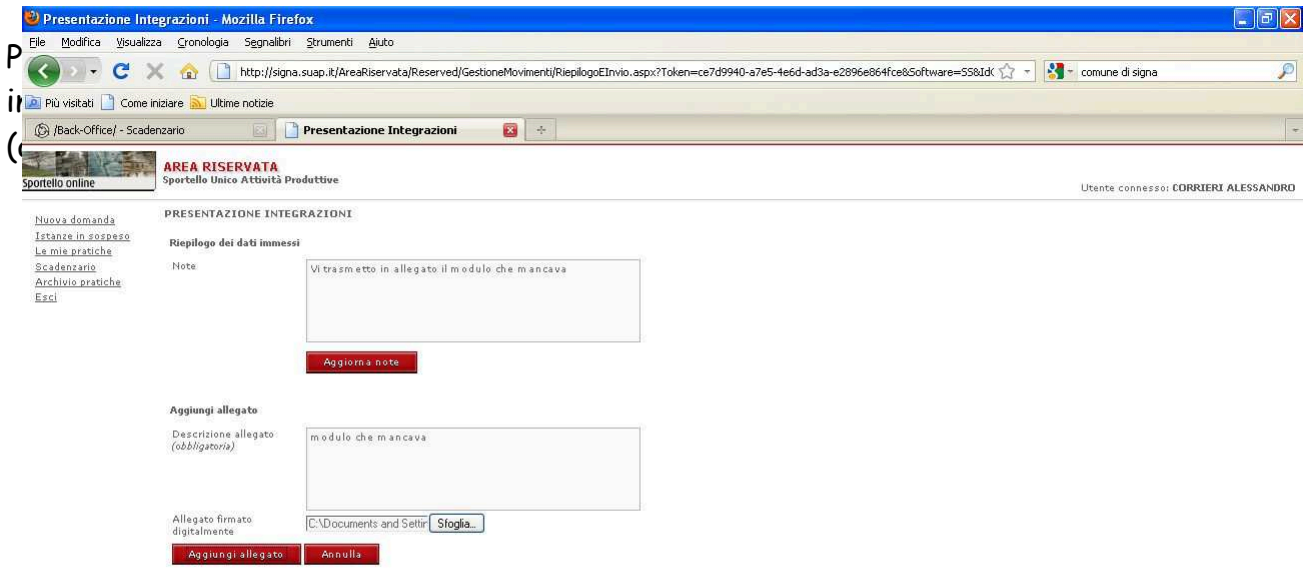 Presentazione Integrazioni - Mozilla Firefox
File Modifica Visualizza Cronologia Segnalibri Strumenti Aiuto
P
http://signa.suap.it/AreaRiservata/Reserved/GestioneMovimenti/RiepilogoEInvio.aspx?Token=ce7d9940-a7e5-4e6d-ad3a-e2896e864fce&Software=SS&Id
comune di signa
Più visitati Come iniziare Ultime notizie
/Back-Office/ - Scadenzario Presentazione Integrazioni
Sportello online
AREA RISERVATA
Sportello Unico Attività Produttive
Utente connesso: CORRIERI ALESSANDRO
Nuova domanda
Istanze in sospeso
Le mie pratiche
Scadenzario
Archivio pratiche
Esci
PRESENTAZIONE INTEGRAZIONI
Riepilogo dei dati immessi
Note
Vi trasmetto in allegato il modulo che mancava
Aggiorna note
Aggiungi allegato
Descrizione allegato
(obbligatoria)
modulo che mancava
Allegato firmato
digitalmente
C:\Documents and Settin Sfoglia...
Aggiungi allegato Annulla